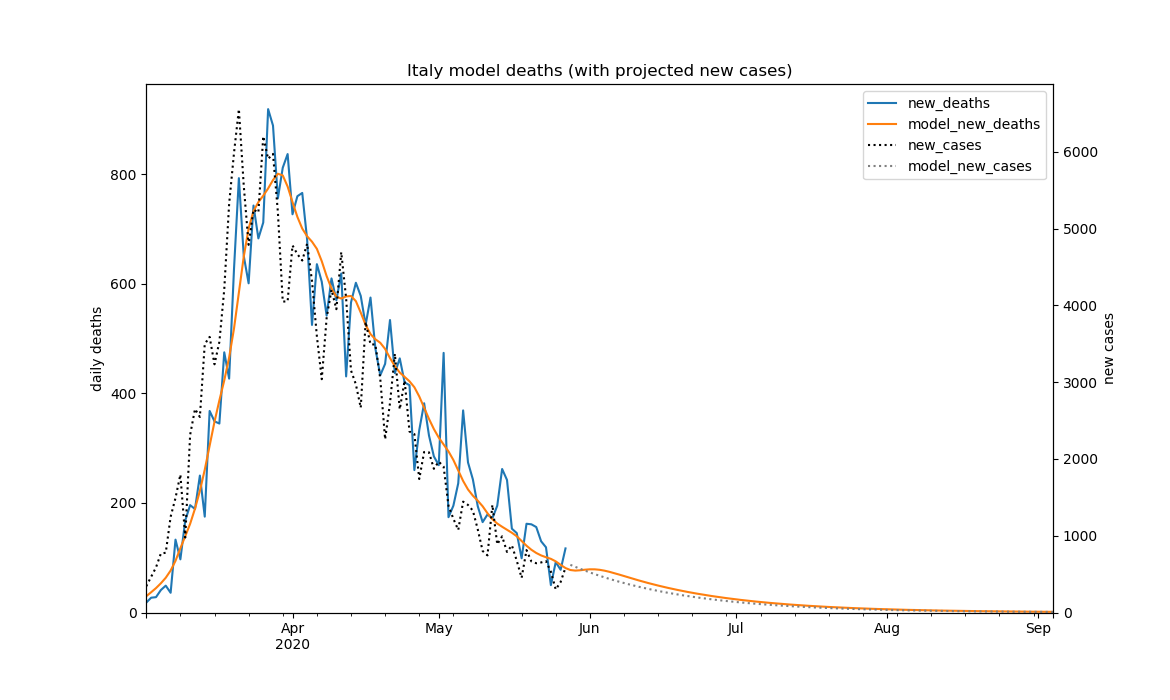 Italy model deaths (with projected new cases)
new_deaths
model_new_deaths
new_cases
model_new_cases
daily deaths
800
600
400
200
0
6000
5000
4000
3000
2000
1000
0
new cases
Apr
2020
May
Jun
Jul
Aug
Sep